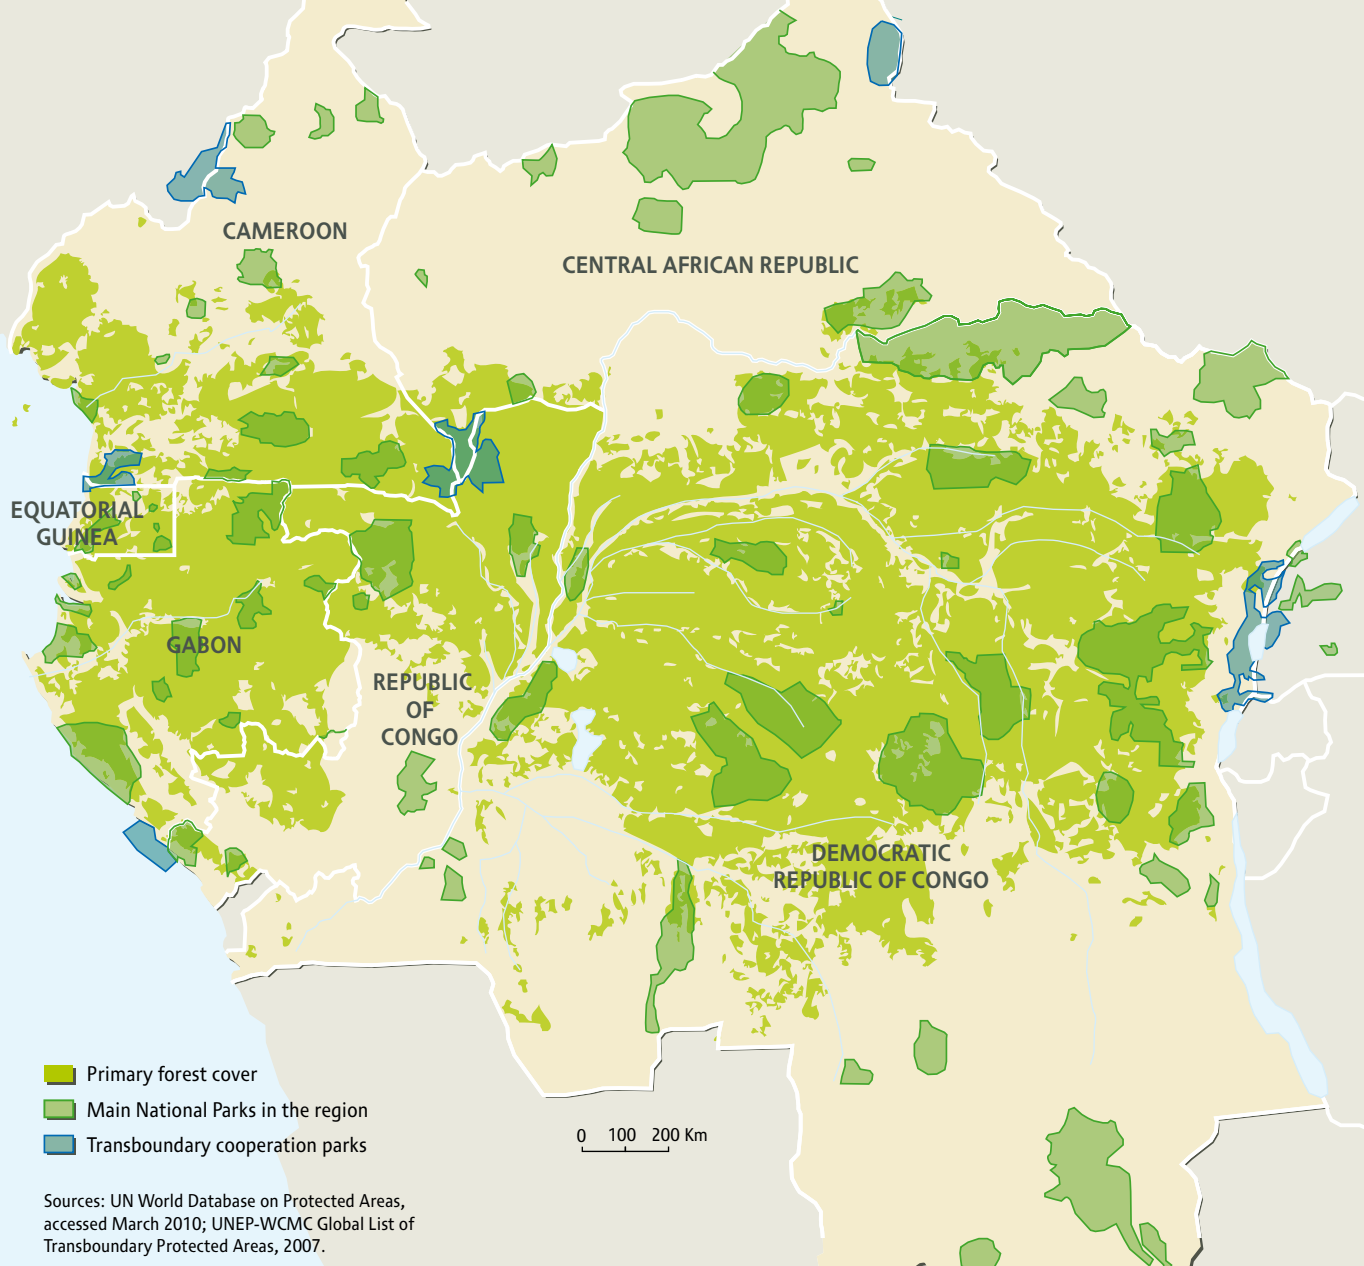 CAMEROON
CENTRAL AFRICAN REPUBLIC
EQUATORIAL
GUINEA
GABON
REPUBLIC
OF
CONGO
DEMOCRATIC
REPUBLIC OF CONGO
Primary forest cover
Main National Parks in the region
Transboundary cooperation parks
0 100 200 Km
Sources: UN World Database on Protected Areas,
accessed March 2010; UNEP-WCMC Global List of
Transboundary Protected Areas, 2007.